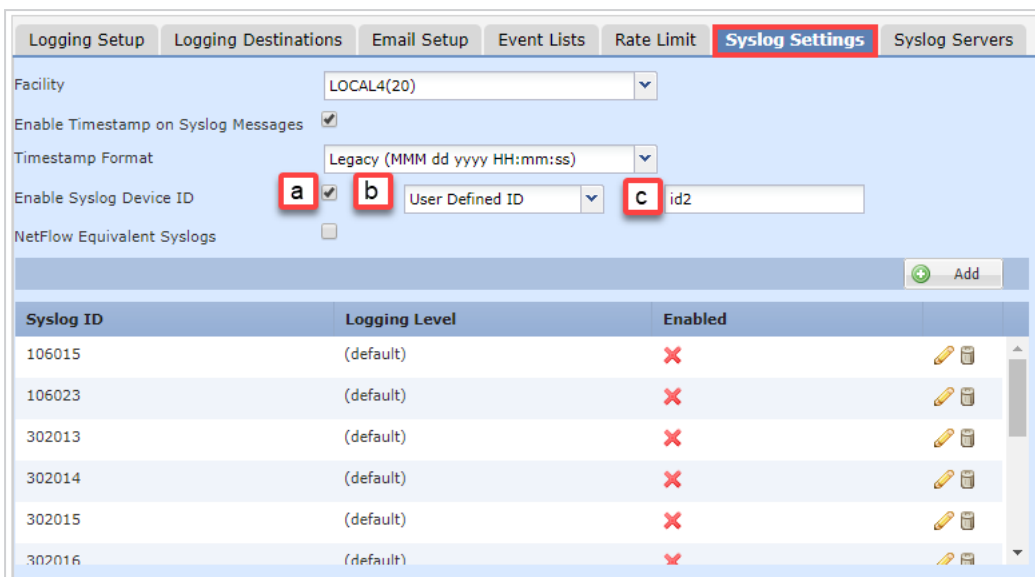 Logging Setup Logging Destinations Email Setup Event Lists Rate Limit Syslog Settings Syslog Servers
Facility LOCAL4(20)
Enable Timestamp on Syslog Messages
Timestamp Format Legacy (MMM dd yyyy HH:mm:ss)
Enable Syslog Device ID a b User Defined ID c id2
NetFlow Equivalent Syslogs
Add
Syslog ID Logging Level Enabled
106015 (default)
106023 (default)
302013 (default)
302014 (default)
302015 (default)
302016 (default)